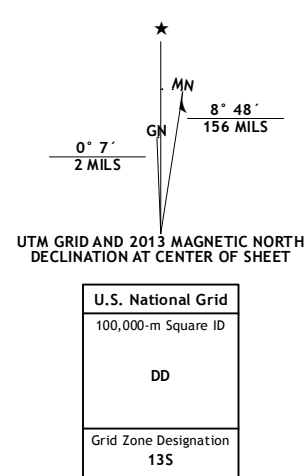 ★
MN
GN
8° 48´
156 MILS
0° 7´
2 MILS
UTM GRID AND 2013 MAGNETIC NORTH
DECLINATION AT CENTER OF SHEET
U.S. National Grid
100,000-m Square ID
DD
Grid Zone Designation
13S